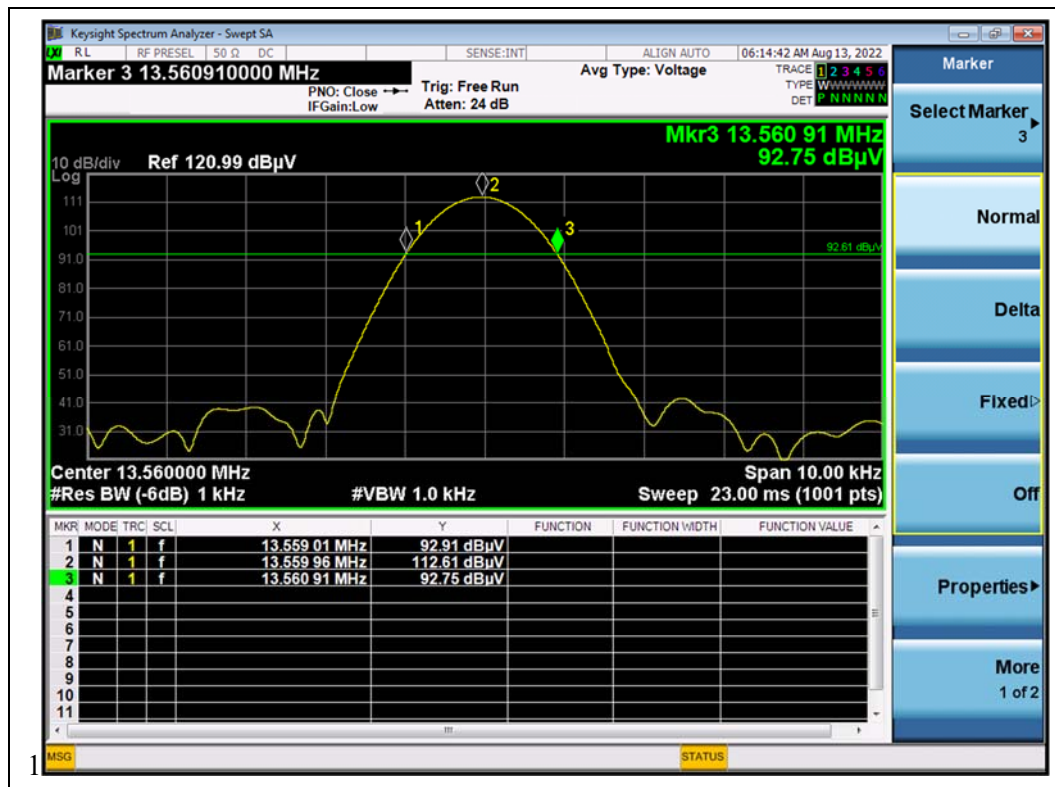 Keysight Spectrum Analyzer - Swept SA
LXI RL RF PRESEL 50 Ω DC SENSE:INT ALIGN AUTO 06:14:42 AM Aug 13, 2022
Marker 3 13.560910000 MHz
PNO: Close
IFGain:Low
Trig: Free Run
Atten: 24 dB
Avg Type: Voltage
TRACE 1 2 3 4 5 6
TYPE WWWWWW
DET P N N N N N
Mkr3 13.560 91 MHz
92.75 dBµV
10 dB/div Ref 120.99 dBµV
Log
111
101
91.0
81.0
71.0
61.0
51.0
41.0
31.0
1
2
3
92.61 dBµV
Center 13.560000 MHz Span 10.00 kHz
#Res BW (-6dB) 1 kHz #VBW 1.0 kHz Sweep 23.00 ms (1001 pts)
MKR MODE TRC SCL X Y FUNCTION FUNCTION WIDTH FUNCTION VALUE
1 N 1 f 13.559 01 MHz 92.91 dBµV
2 N 1 f 13.559 96 MHz 112.61 dBµV
3 N 1 f 13.560 91 MHz 92.75 dBµV
4
5
6
7
8
9
10
11
MSG STATUS
Marker
Select Marker
3
Normal
Delta
Fixed
Off
Properties
More
1 of 2
1